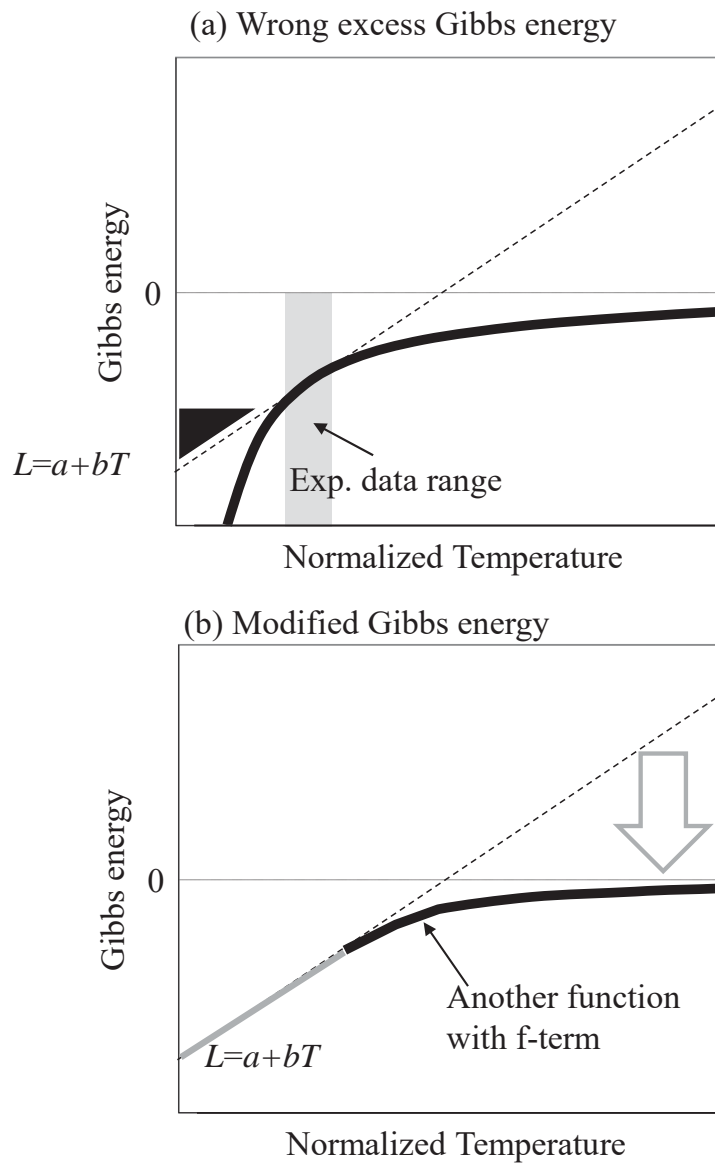 (a) Wrong excess Gibbs energy
Gibbs energy
0
L=a+bT
Exp. data range
Normalized Temperature
(b) Modified Gibbs energy
Gibbs energy
0
Another function
with f-term
L=a+bT
Normalized Temperature